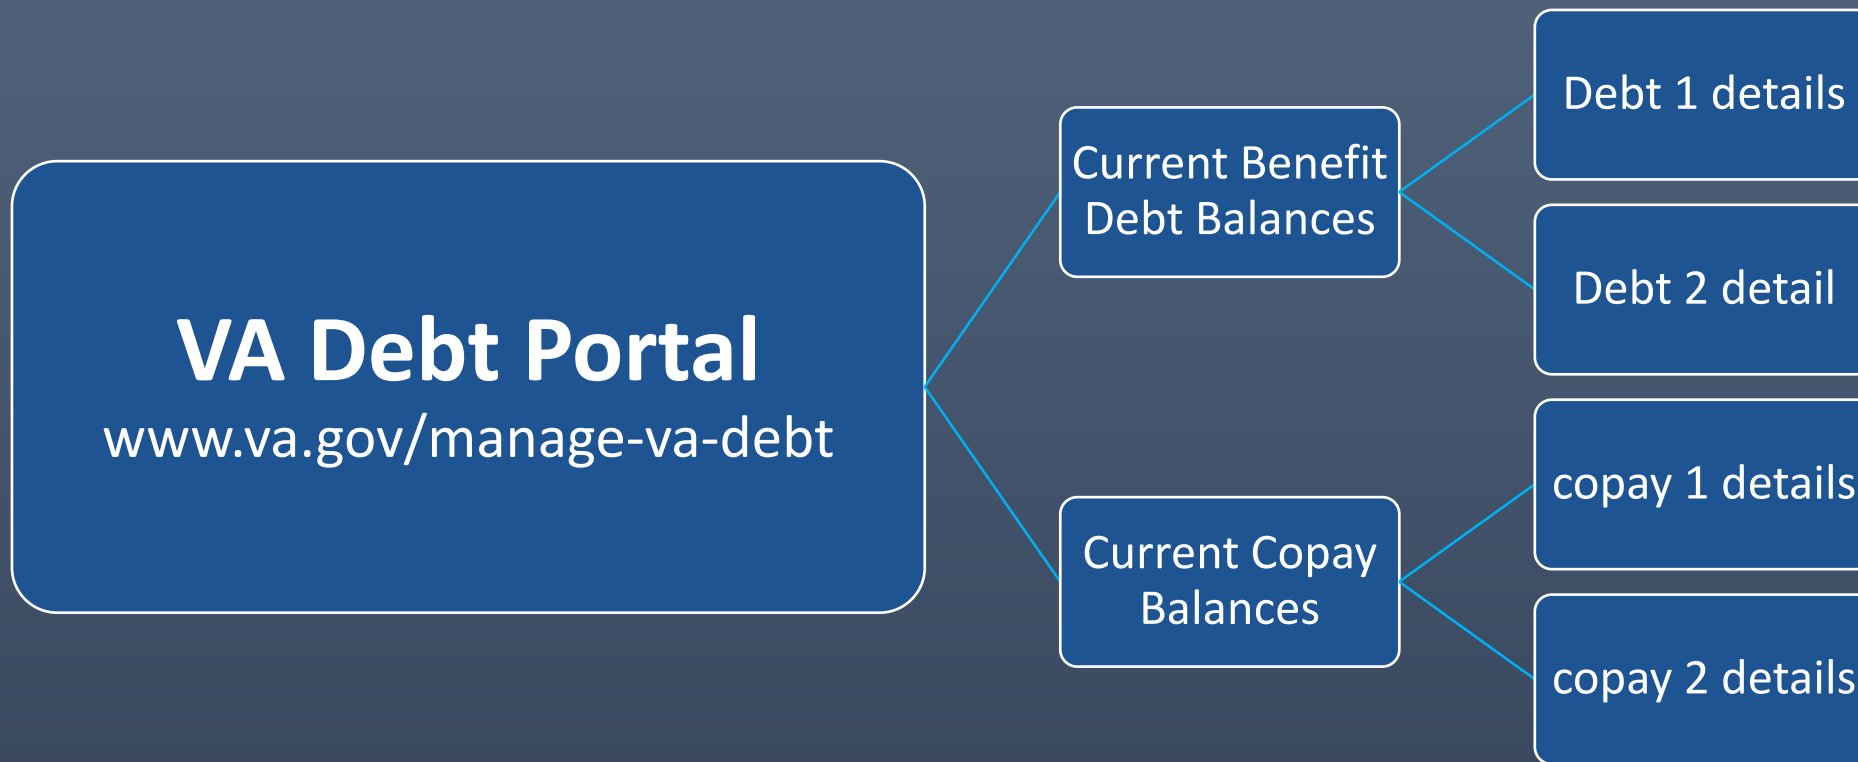 VA Debt Portal
www.va.gov/manage-va-debt
Current Benefit
Debt Balances
Debt 1 details
Debt 2 detail
Current Copay
Balances
copay 1 details
copay 2 details